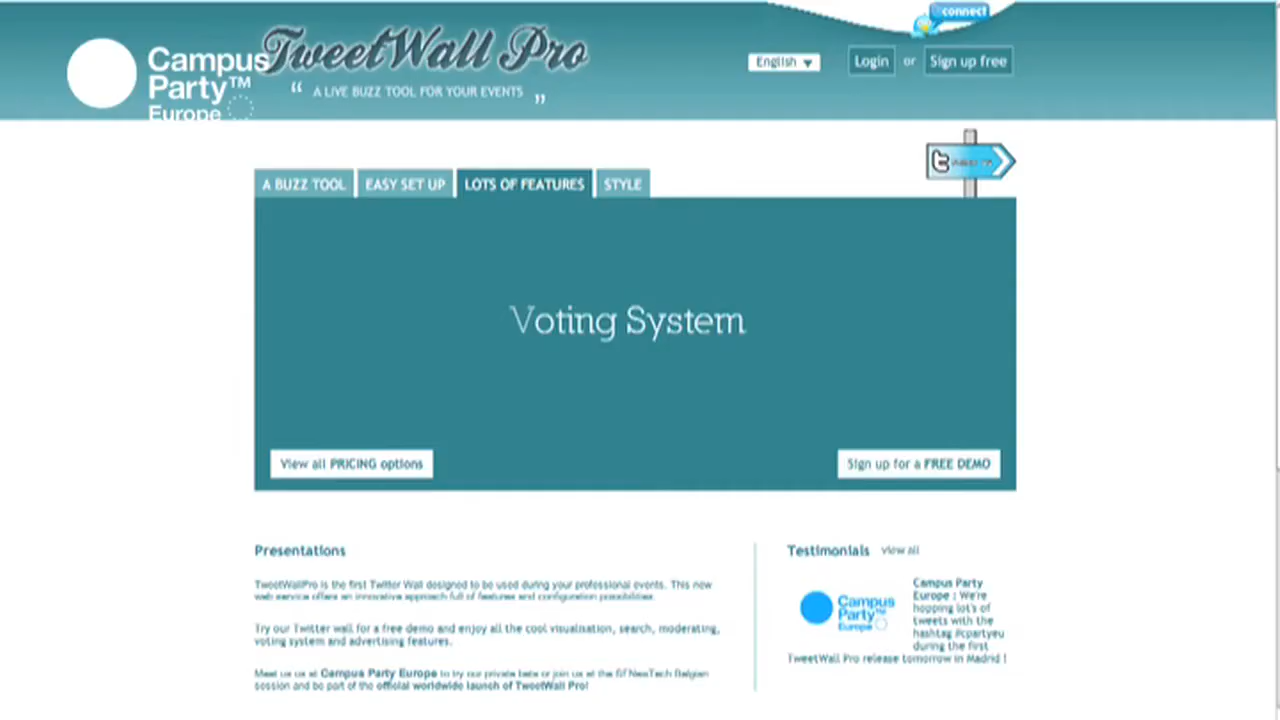 connect
Campus
Party™
Europe
TweetWall Pro
“ A LIVE BUZZ TOOL FOR YOUR EVENTS ”
English
Login or Sign up free
A BUZZ TOOL
EASY SET UP
LOTS OF FEATURES
STYLE
Voting System
View all PRICING options
Sign up for a FREE DEMO
Presentations
TweetWallPro is the first Twitter Wall designed to be used during your professional events. This new
web service offers an innovative approach full of features and configuration possibilities.
Try our Twitter wall for a free demo and enjoy all the cool visualisation, search, moderating,
voting system and advertising features.
Meet us at Campus Party Europe to try our private beta or join us at the NewTech Belgian
session and be part of the official worldwide launch of TweetWall Pro!
Testimonials view all
Campus
Party™
Europe
Campus Party
Europe : We're
hopping lot's of
tweets with the
hashtag #cpartyeu
during the first
TweetWall Pro release tomorrow in Madrid !